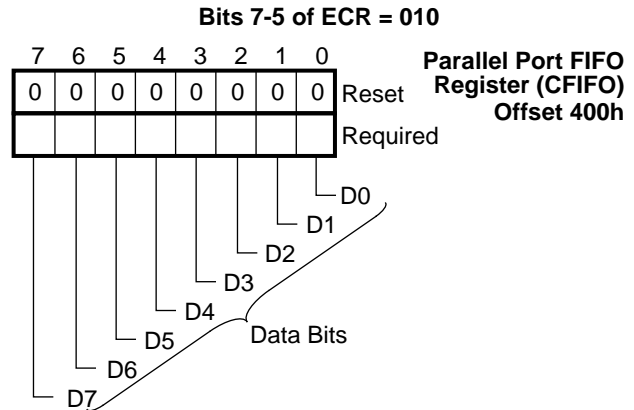 Bits 7-5 of ECR = 010
7 6 5 4 3 2 1 0
Parallel Port FIFO
Register (CFIFO)
Offset 400h
0 0 0 0 0 0 0 0 Reset
Required
D0
D1
D2
D3
D4
D5
D6
D7
Data Bits